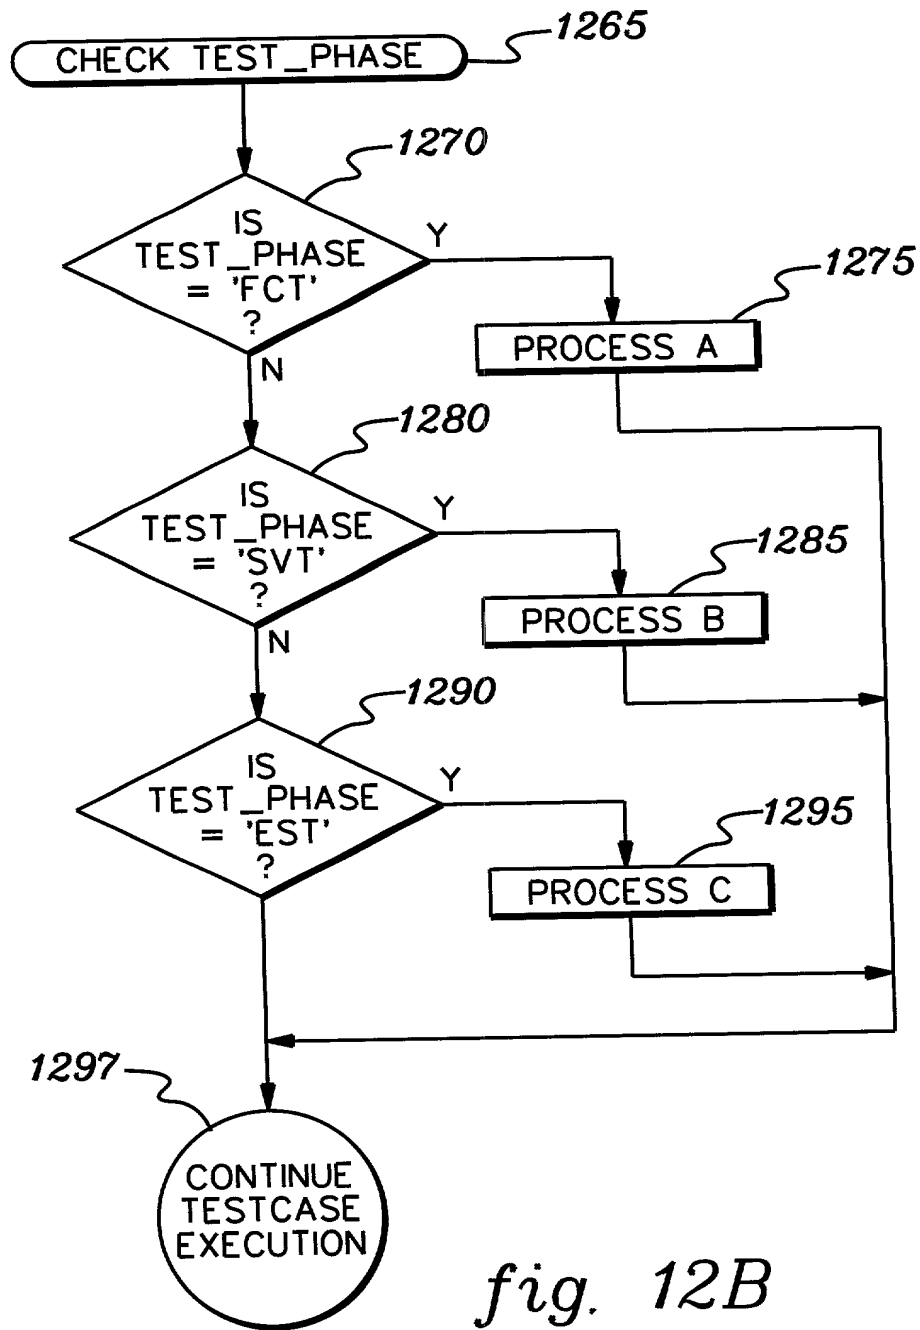 1265
CHECK TEST_PHASE
1270
IS
TEST_PHASE
= 'FCT'
?
Y
N
1275
PROCESS A
1280
IS
TEST_PHASE
= 'SVT'
?
Y
N
1285
PROCESS B
1290
IS
TEST_PHASE
= 'EST'
?
Y
1295
PROCESS C
1297
CONTINUE
TESTCASE
EXECUTION
fig. 12B